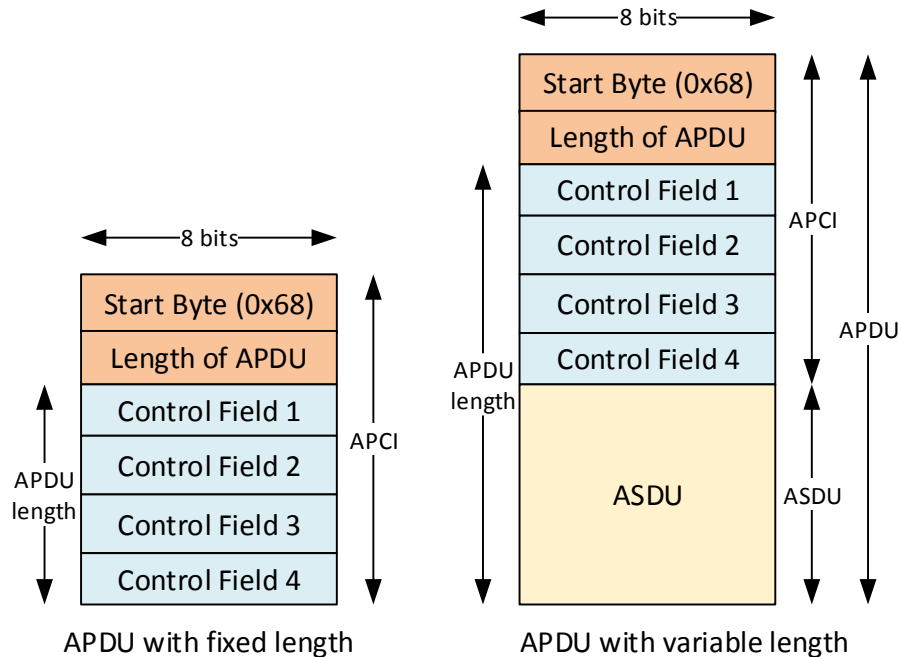 8 bits
Start Byte (0x68)
Length of APDU
Control Field 1
Control Field 2
Control Field 3
Control Field 4
APDU
length
APCI
APDU with fixed length
8 bits
Start Byte (0x68)
Length of APDU
Control Field 1
Control Field 2
Control Field 3
Control Field 4
ASDU
APDU
length
APCI
ASDU
APDU
APDU with variable length